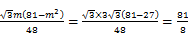 √3m(81−m²)/48 = √3×3√3(81−27)/48 = 81/8